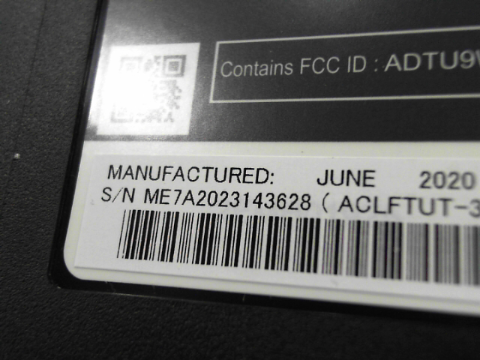 Contains FCC ID : ADTU9
MANUFACTURED: JUNE 2020
S/N ME7A2023143628 ( ACLFTUT-3